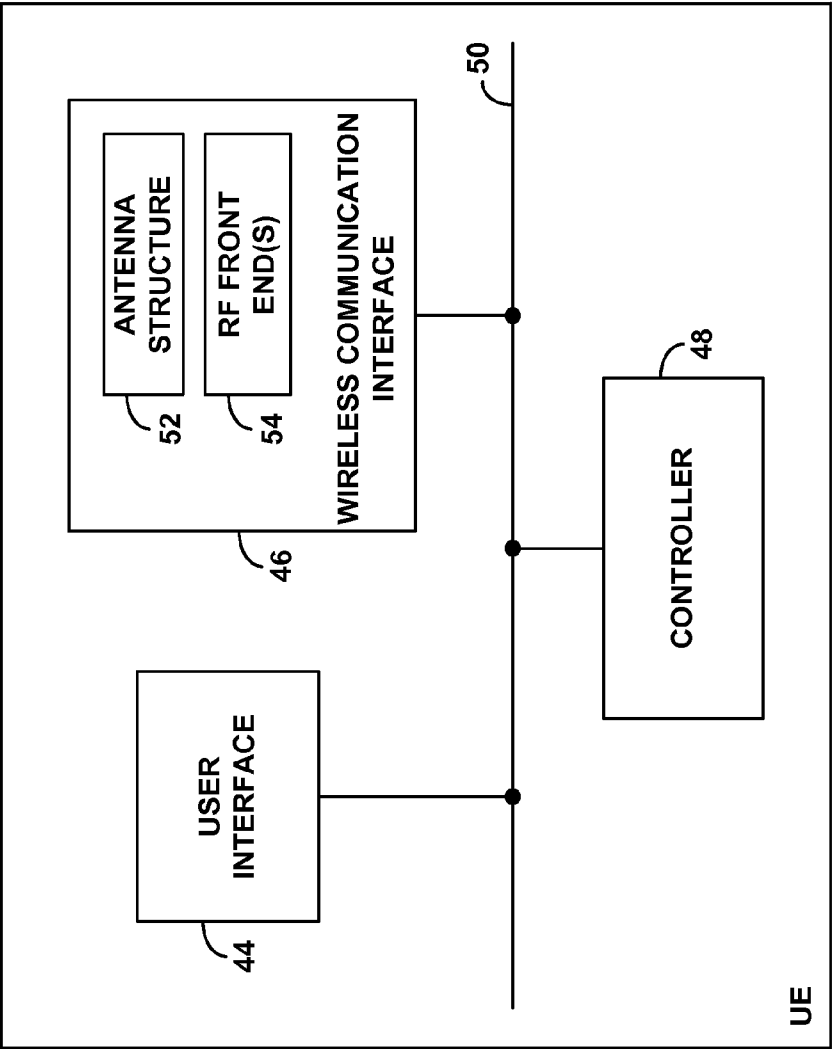 44
USER
INTERFACE
46
52
ANTENNA
STRUCTURE
54
RF FRONT
END(S)
WIRELESS COMMUNICATION
INTERFACE
50
CONTROLLER
48
UE